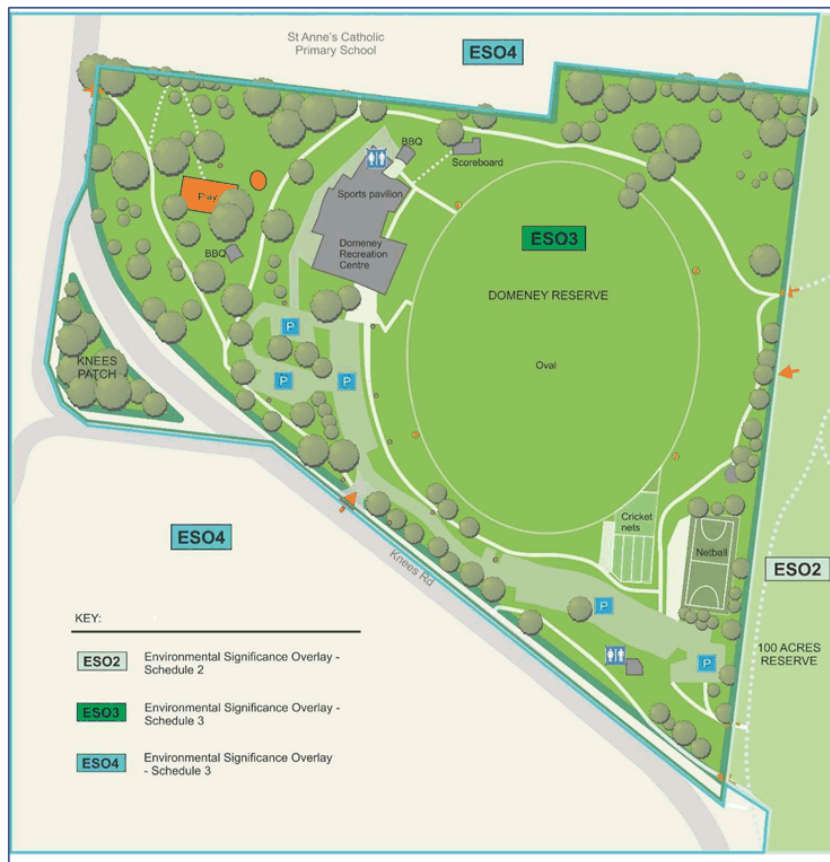 St Anne's Catholic
Primary School
ESO4
BBQ
Scoreboard
Sports pavilion
Play
ESO3
BBQ
Domeney
Recreation
Centre
DOMENEY RESERVE
P
KNEES
PATCH
Oval
P
P
Cricket
nets
ESO4
Netball
Knees Rd
ESO2
P
KEY:
100 ACRES
RESERVE
P
ESO2
Environmental Significance Overlay -
Schedule 2
ESO3
Environmental Significance Overlay -
Schedule 3
ESO4
Environmental Significance Overlay
- Schedule 3